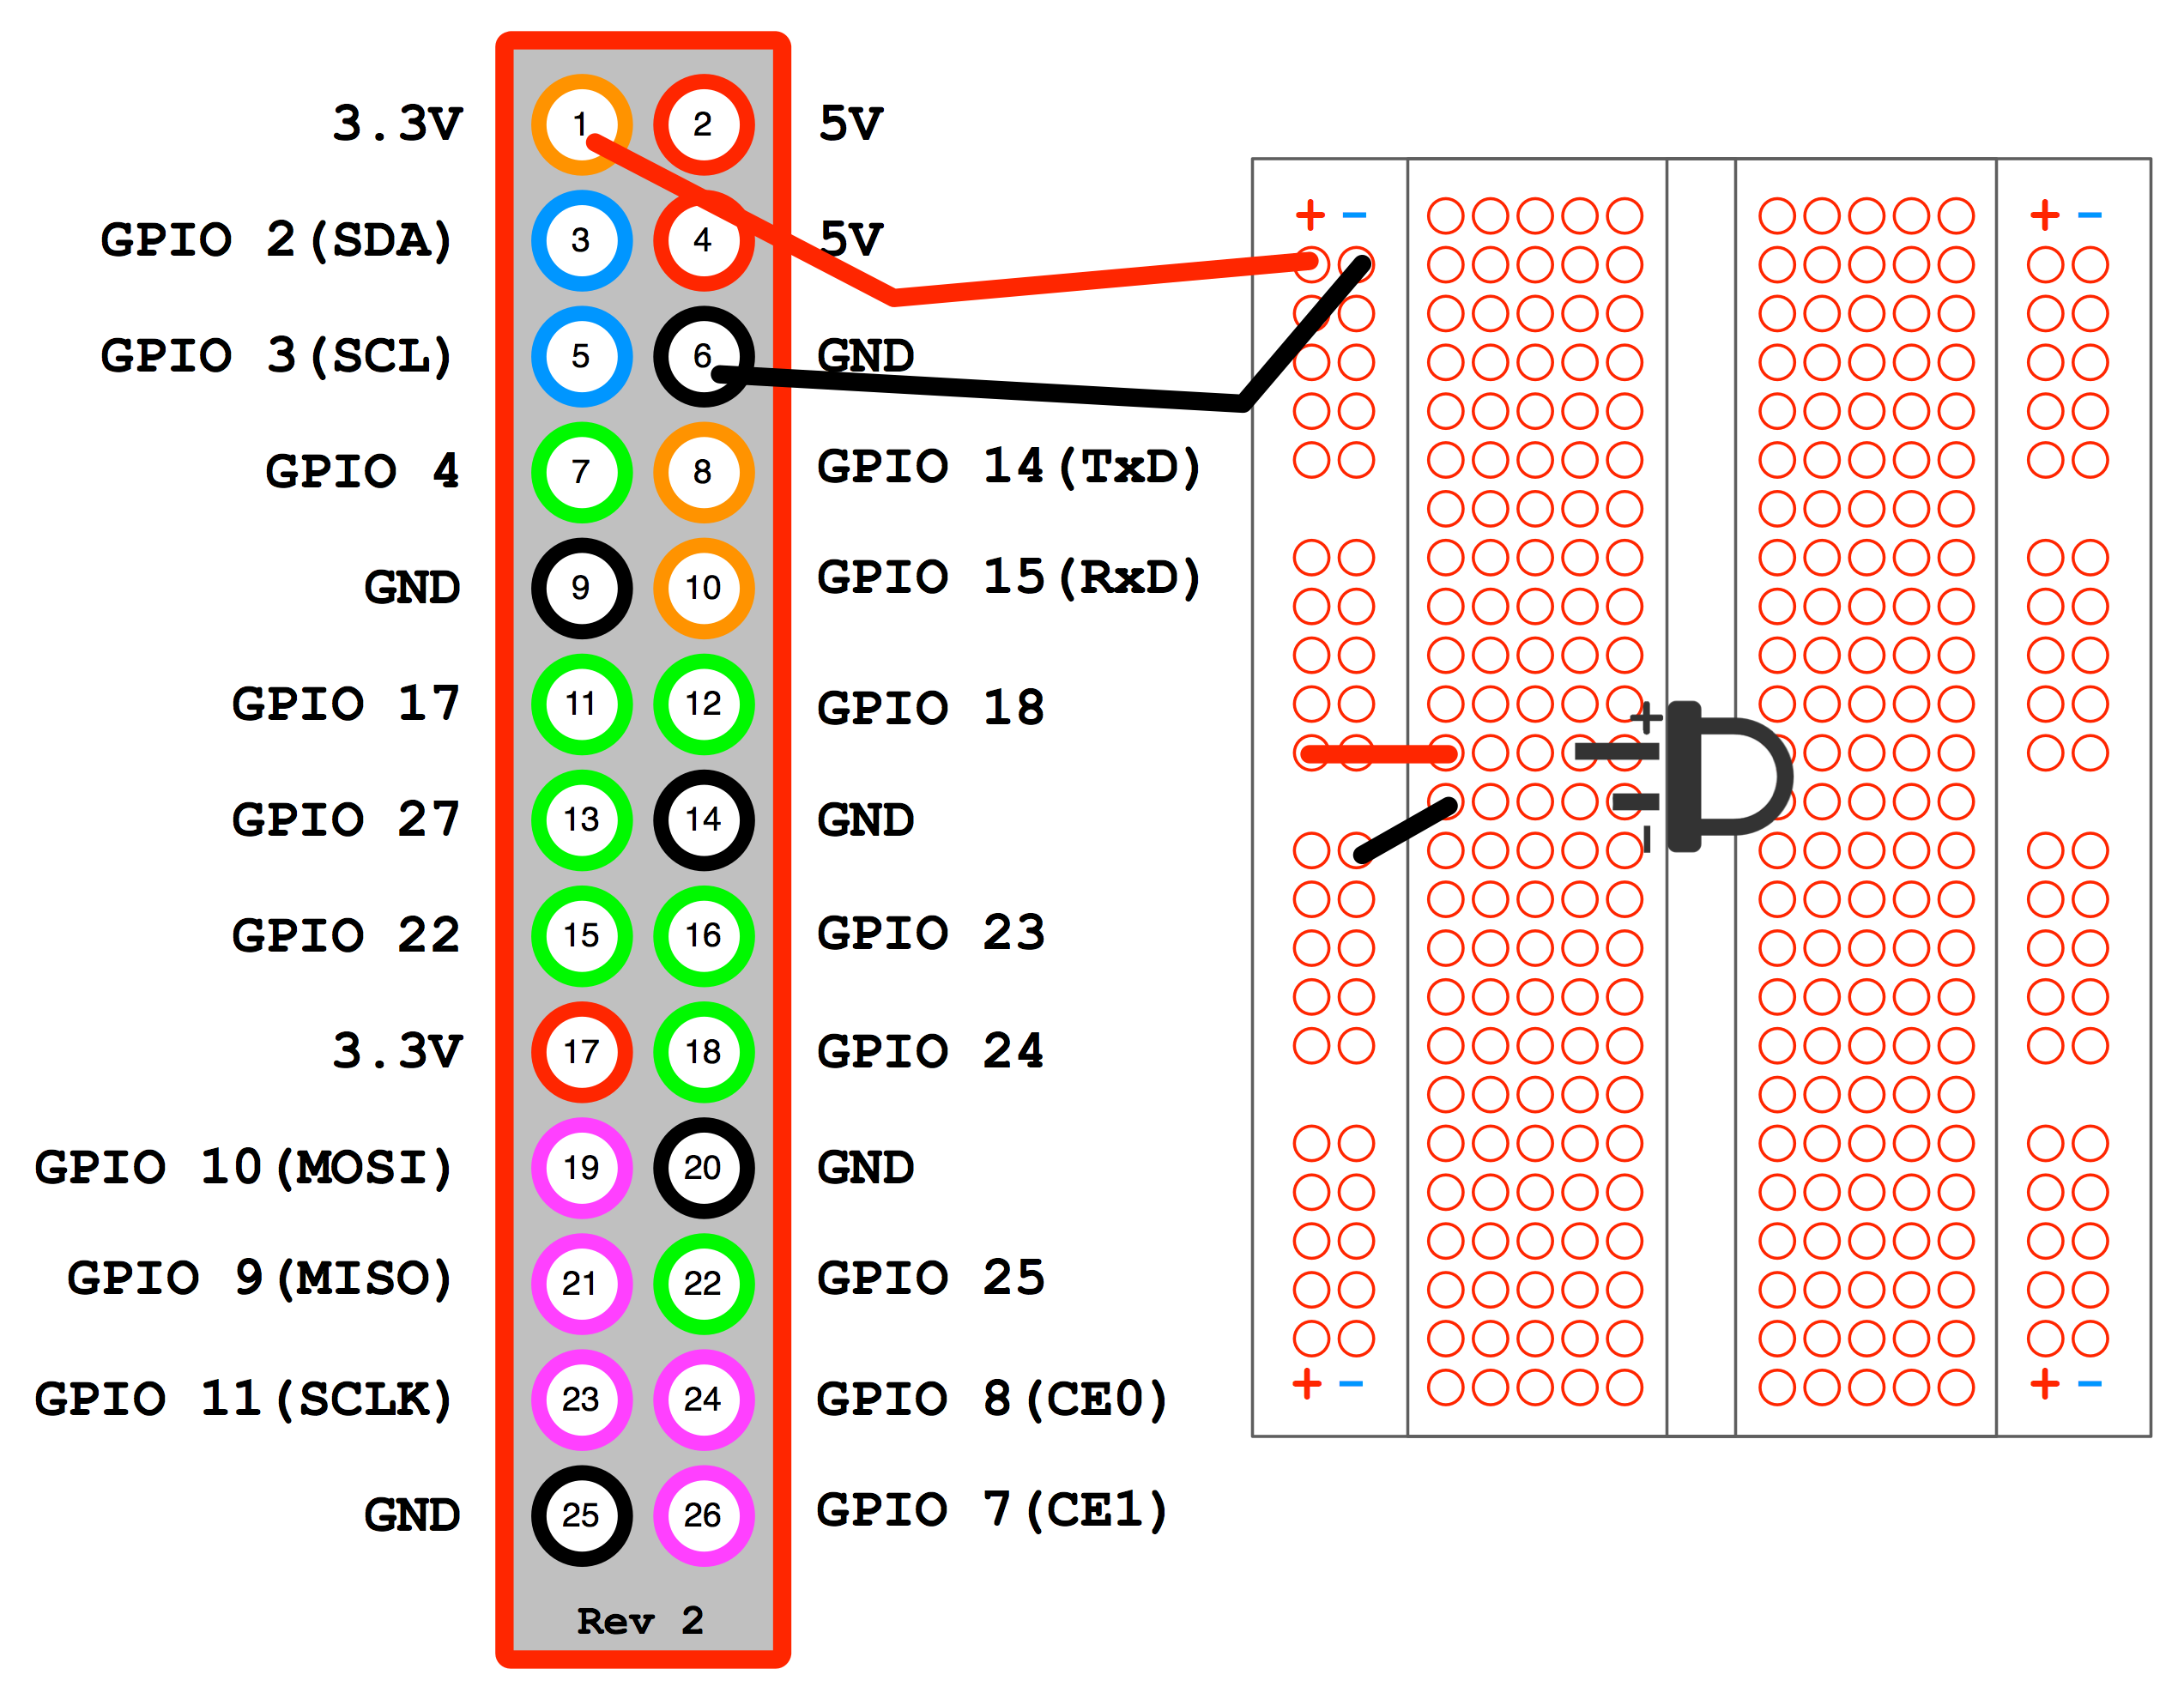 3.3V 1 2 5V
GPIO 2(SDA) 3 4 5V
GPIO 3(SCL) 5 6 GND
GPIO 4 7 8 GPIO 14(TxD)
GND 9 10 GPIO 15(RxD)
GPIO 17 11 12 GPIO 18
GPIO 27 13 14 GND
GPIO 22 15 16 GPIO 23
3.3V 17 18 GPIO 24
GPIO 10(MOSI) 19 20 GND
GPIO 9(MISO) 21 22 GPIO 25
GPIO 11(SCLK) 23 24 GPIO 8(CE0)
GND 25 26 GPIO 7(CE1)
Rev 2
+ − + −
+
−
+ − + −